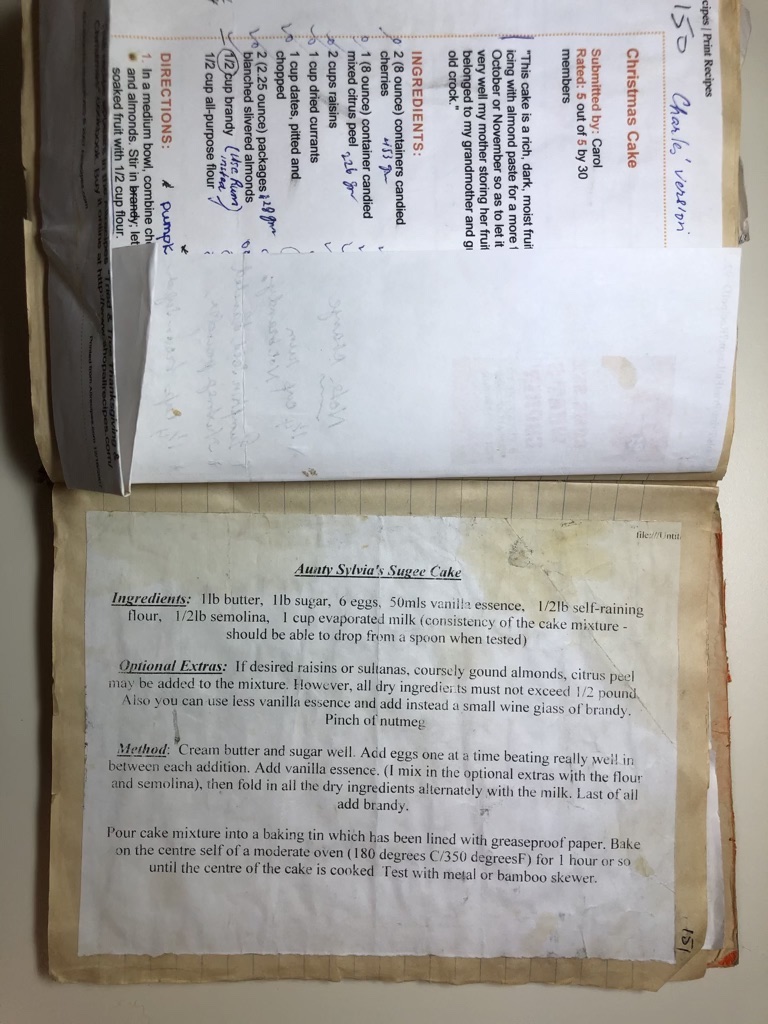 cipes | Print Recipes
150 Charles' version
Christmas Cake
Submitted by: Carol
Rated: 5 out of 5 by 30
members
"This cake is a rich, dark, moist frui
icing with almond paste for a more
October or November so as to let it
very well my mother storing her frui
belonged to my grandmother and g
old crock."
INGREDIENTS:
2 (8 ounce) containers candied
cherries 455 gm
1 (8 ounce) container candied
mixed citrus peel 226 gm
2 cups raisins
1 cup dried currants
1 cup dates, pitted and
chopped
2 (2.25 ounce) packages 128 gm
blanched slivered almonds
1/2 cup brandy (Use Rum)
1/2 cup all-purpose flour
DIRECTIONS: * pumpk
1. In a medium bowl, combine ch
and almonds. Stir in brandy; let
soaked fruit with 1/2 cup flour.
file:///Untit
Aunty Sylvia's Sugee Cake
Ingredients: 1lb butter, 1lb sugar, 6 eggs, 50mls vanilla essence, 1/2lb self-raining
flour, 1/2lb semolina, 1 cup evaporated milk (consistency of the cake mixture -
should be able to drop from a spoon when tested)
Optional Extras: If desired raisins or sultanas, coursely gound almonds, citrus peel
may be added to the mixture. However, all dry ingredients must not exceed 1/2 pound.
Also you can use less vanilla essence and add instead a small wine glass of brandy.
Pinch of nutmeg
Method: Cream butter and sugar well. Add eggs one at a time beating really well in
between each addition. Add vanilla essence. (I mix in the optional extras with the flour
and semolina), then fold in all the dry ingredients alternately with the milk. Last of all
add brandy.
Pour cake mixture into a baking tin which has been lined with greaseproof paper. Bake
on the centre self of a moderate oven (180 degrees C/350 degreesF) for 1 hour or so
until the centre of the cake is cooked Test with metal or bamboo skewer.
151